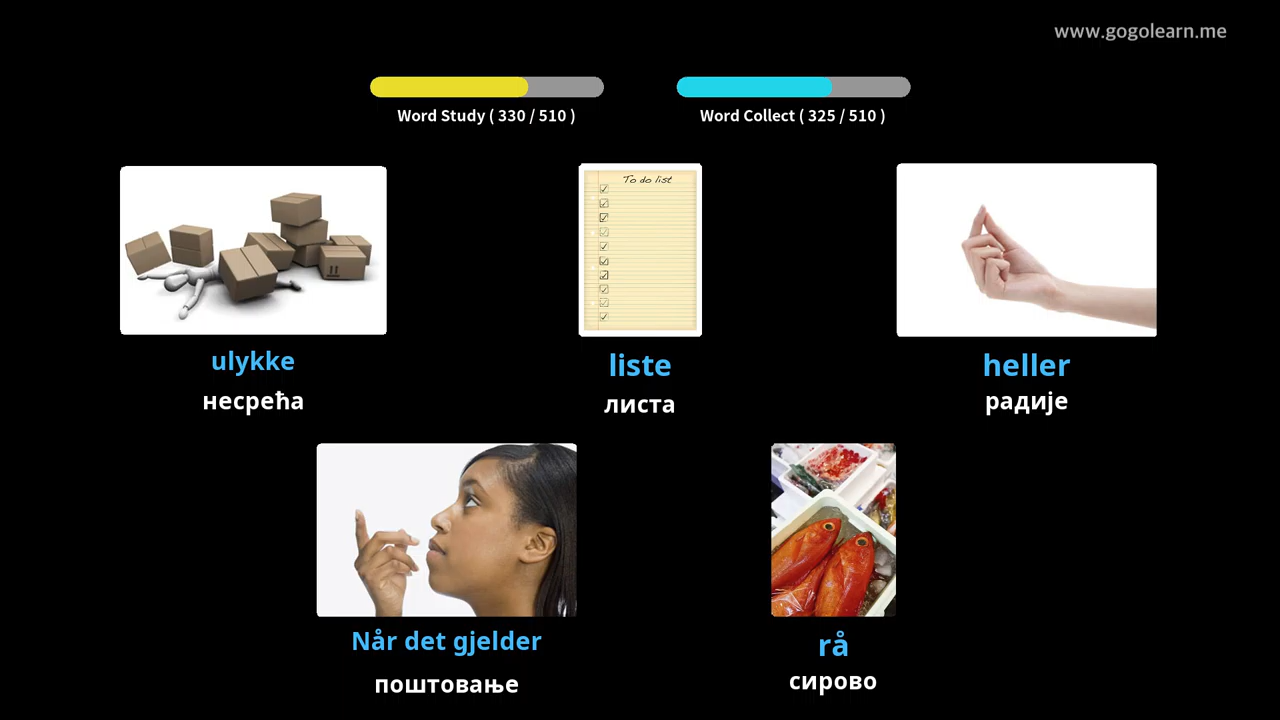 www.gogolearn.me
Word Study ( 330 / 510 )
Word Collect ( 325 / 510 )
To do list
ulykke
несрећа
liste
листа
heller
радије
Når det gjelder
поштовање
rå
сирово